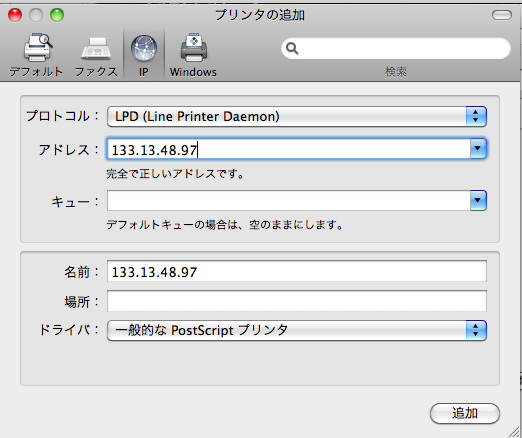 プリンタの追加
デフォルト ファクス IP Windows 検索
プロトコル： LPD (Line Printer Daemon)
アドレス： 133.13.48.97
完全で正しいアドレスです。
キュー：
デフォルトキューの場合は、空のままにします。
名前： 133.13.48.97
場所：
ドライバ： 一般的な PostScript プリンタ
追加